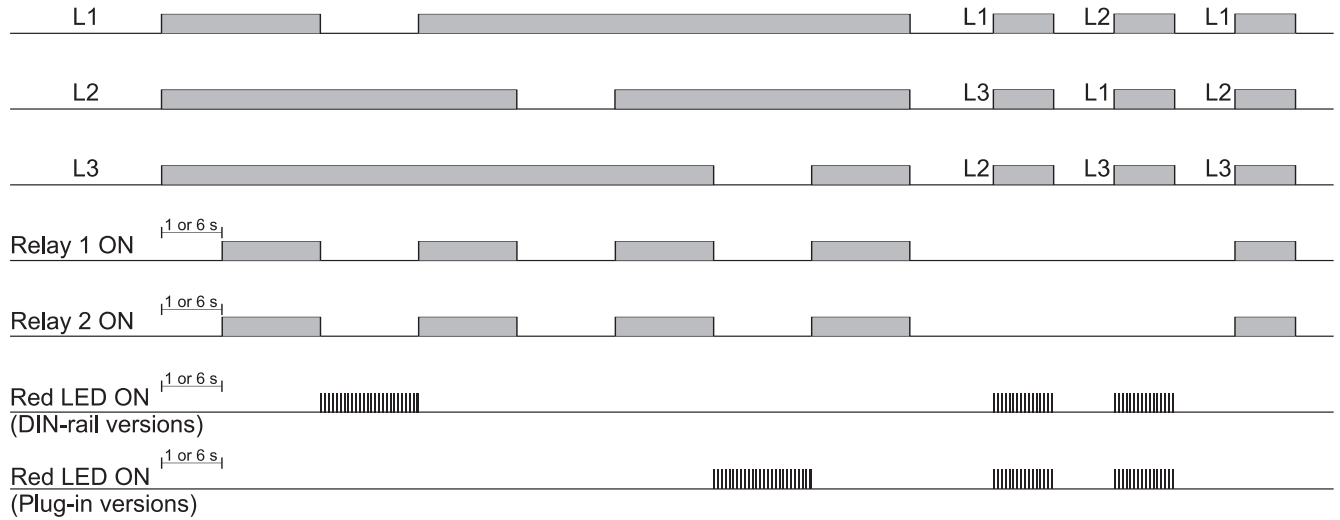 L1 L1 L2 L1
L2 L3 L1 L2
L3 L2 L3 L3
1 or 6 s
Relay 1 ON
1 or 6 s
Relay 2 ON
1 or 6 s
Red LED ON
(DIN-rail versions)
1 or 6 s
Red LED ON
(Plug-in versions)